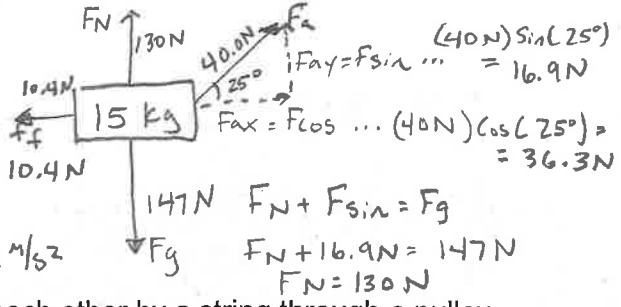 FN
130N
40.0N
Fa
25°
Fay=Fsin ...
(40N) Sin(25°)
= 16.9N
10.4N
15 kg
Fax = Fcos ... (40N) Cos(25°) =
= 36.3N
Ff
10.4N
147N
FN + Fsin = Fg
m/s2
Fg
FN + 16.9N = 147N
FN = 130N
each other by a string through a pulley